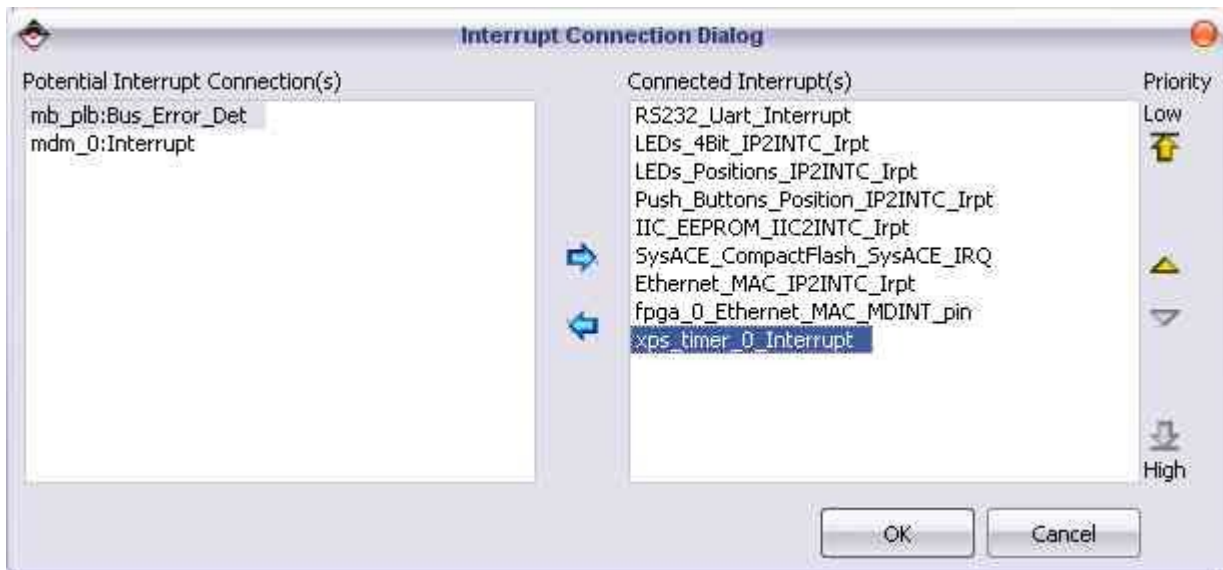 Interrupt Connection Dialog
Potential Interrupt Connection(s)
mb_plb:Bus_Error_Det
mdm_0:Interrupt
Connected Interrupt(s)
RS232_Uart_Interrupt
LEDs_4Bit_IP2INTC_Irpt
LEDs_Positions_IP2INTC_Irpt
Push_Buttons_Position_IP2INTC_Irpt
IIC_EEPROM_IIC2INTC_Irpt
SysACE_CompactFlash_SysACE_IRQ
Ethernet_MAC_IP2INTC_Irpt
fpga_0_Ethernet_MAC_MDINT_pin
xps_timer_0_Interrupt
Priority
Low
High
OK
Cancel